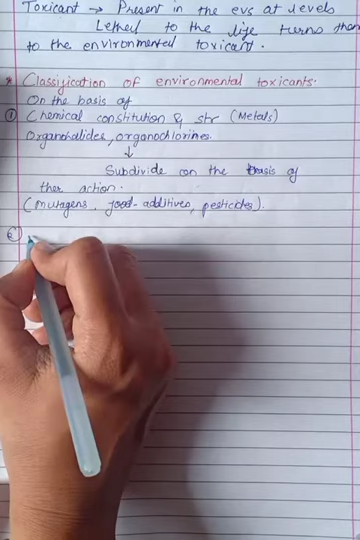 Toxicant → Present in the evs at levels
Lethal to the life turns them
to the environmental toxicant.
* Classification of environmental toxicants.
On the basis of
① Chemical constitution & str (Metals)
Organohalides, organochlorines.
↓
Subdivide on the basis of
ther action.
(mutagens, food-additives, pesticides).
②